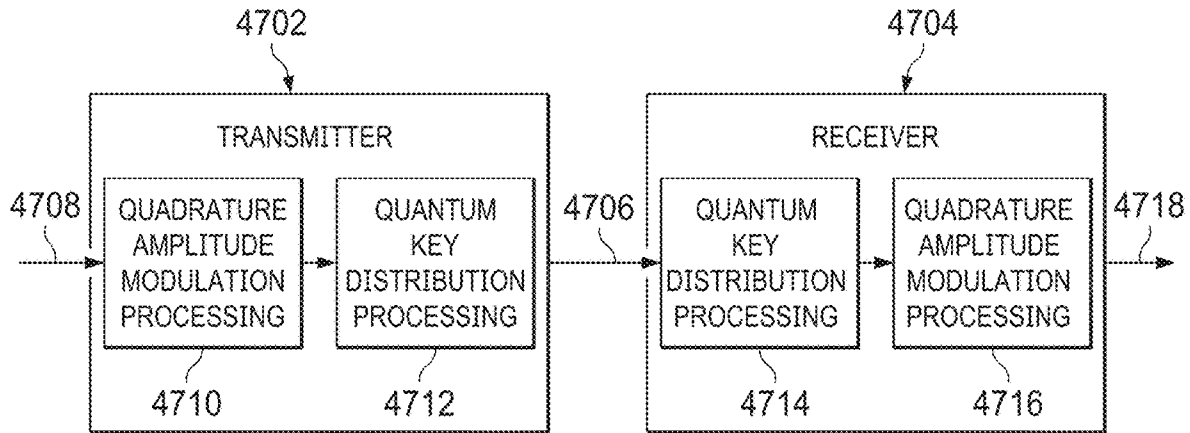 4702
4704
TRANSMITTER
RECEIVER
4708
QUADRATURE
AMPLITUDE
MODULATION
PROCESSING
QUANTUM
KEY
DISTRIBUTION
PROCESSING
4706
QUANTUM
KEY
DISTRIBUTION
PROCESSING
QUADRATURE
AMPLITUDE
MODULATION
PROCESSING
4718
4710
4712
4714
4716